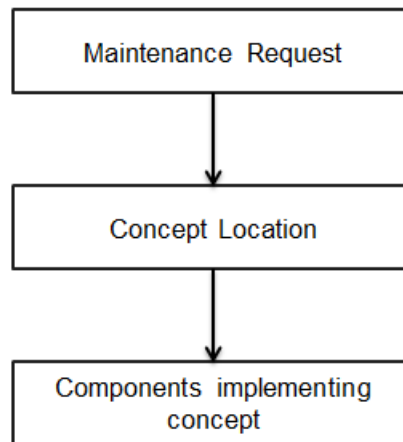 Maintenance Request
Concept Location
Components implementing
concept